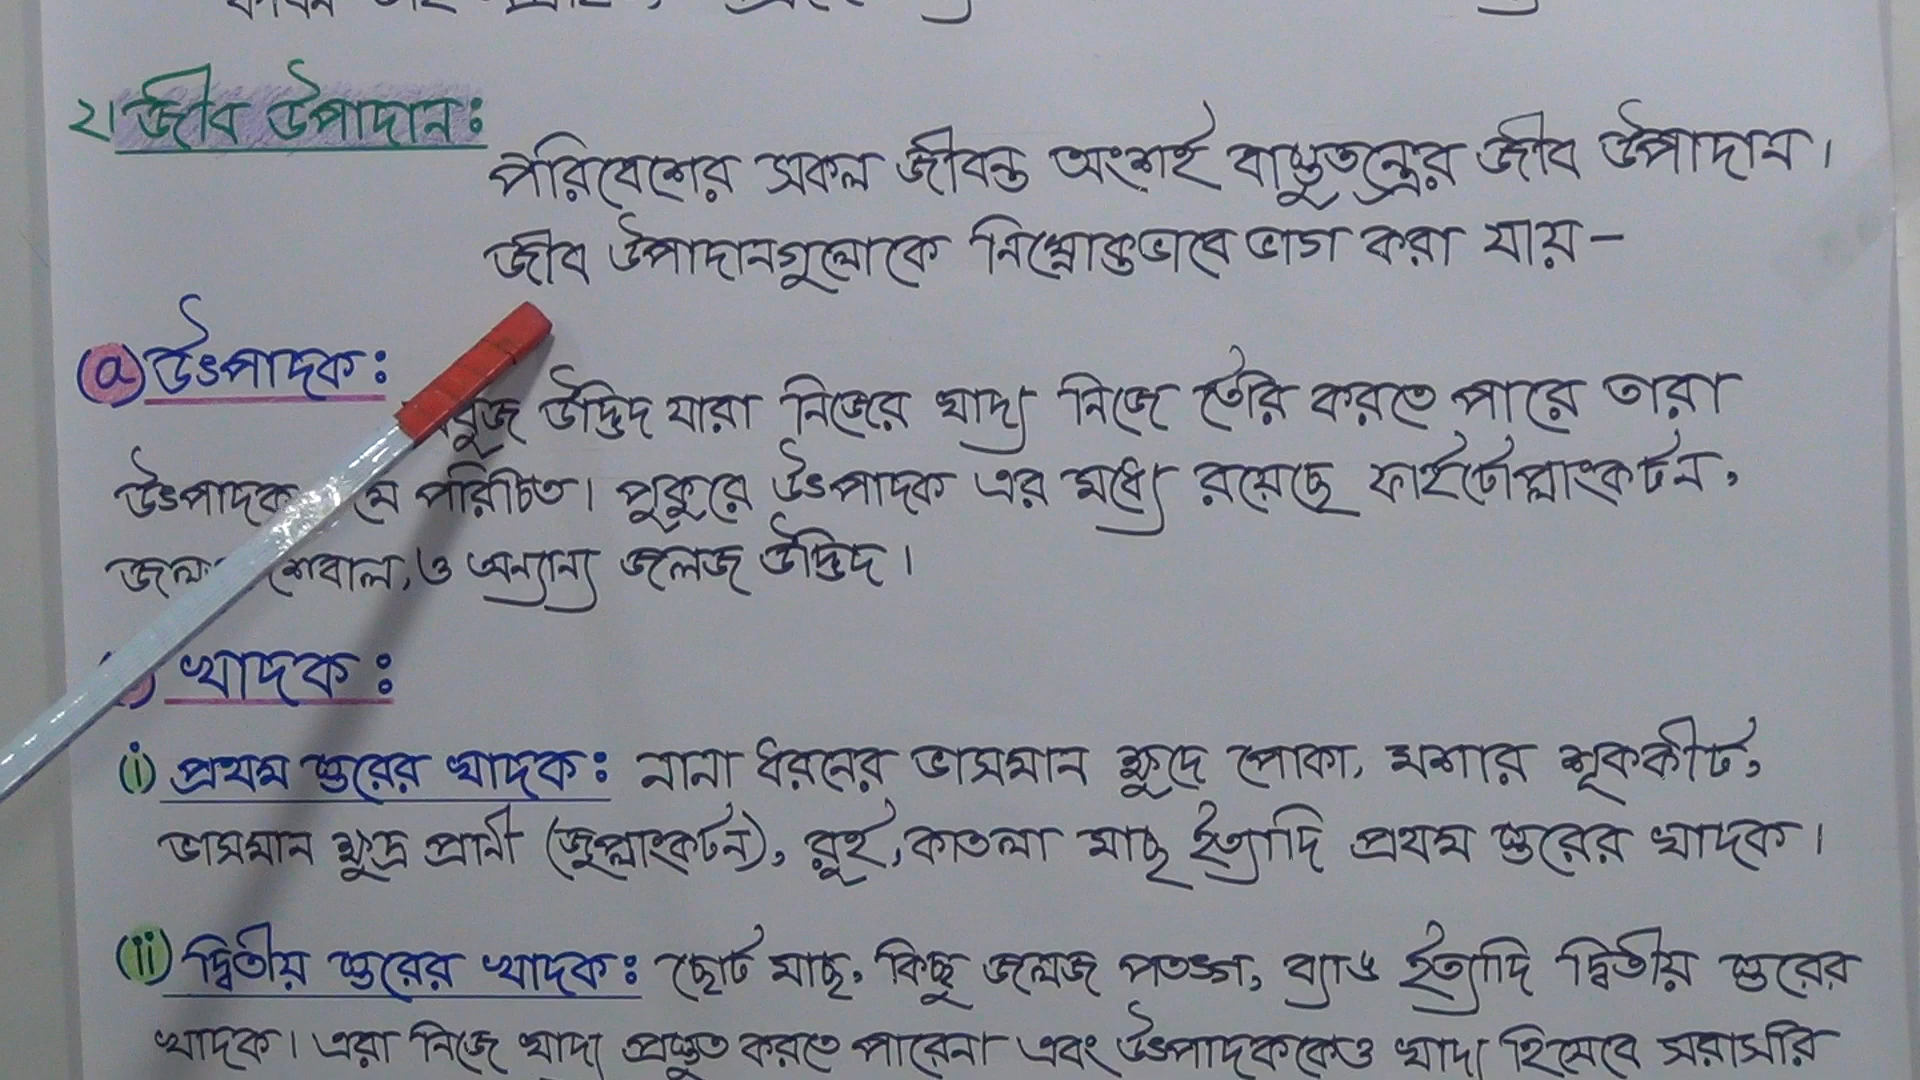 ২। জীব উপাদানঃ
পরিবেশের সকল জীবন্ত অংশই বাস্তুতন্ত্রের জীব উপাদান।
জীব উপাদানগুলোকে নিম্নোক্তভাবে ভাগ করা যায় –
(a) উৎপাদকঃ
উদ্ভিদ যারা নিজের খাদ্য নিজে তৈরি করতে পারে তারা
উৎপাদক পরিচিত। পুকুরে উৎপাদক এর মধ্যে রয়েছে ফাইটোপ্লাংকটন,
শেবাল, ও অন্যান্য জলজ উদ্ভিদ।
খাদকঃ
(i) প্রথম স্তরের খাদকঃ নানা ধরনের ভাসমান ক্ষুদে পোকা, মশার শূককীট,
ভাসমান ক্ষুদ্র প্রানী (জুপ্লাংকটন), রুই, কাতলা মাছ ইত্যাদি প্রথম স্তরের খাদক।
(ii) দ্বিতীয় স্তরের খাদকঃ ছোট মাছ, কিছু জলজ পতঙ্গ, ব্যাঙ ইত্যাদি দ্বিতীয় স্তরের
খাদক। এরা নিজে খাদ্য প্রস্তুত করতে পারেনা এবং উৎপাদককেও খাদ্য হিসেবে সরাসরি